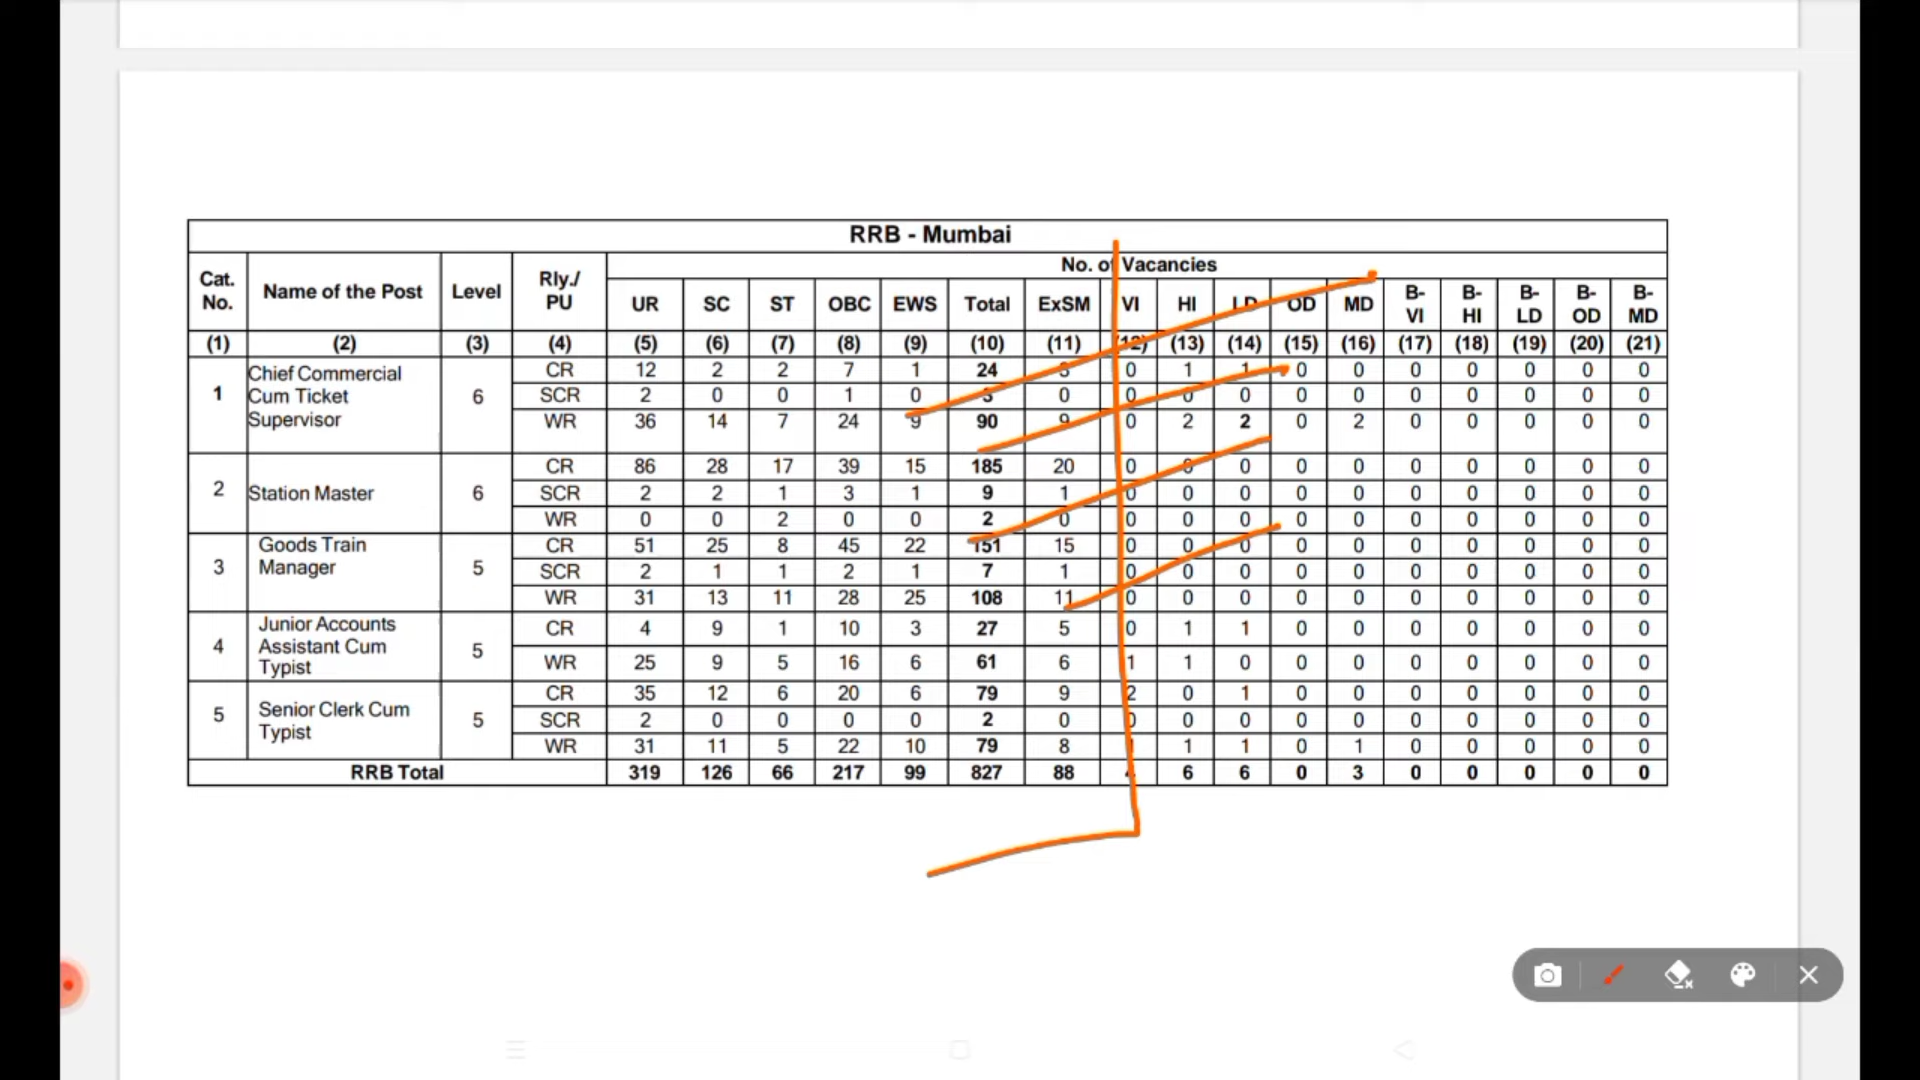 RRB - Mumbai
Cat. No. Name of the Post Level Rly./ PU No. of Vacancies
UR SC ST OBC EWS Total ExSM VI HI LD OD MD B-VI B-HI B-LD B-OD B-MD
(1) (2) (3) (4) (5) (6) (7) (8) (9) (10) (11) (12) (13) (14) (15) (16) (17) (18) (19) (20) (21)
1 Chief Commercial Cum Ticket Supervisor 6
CR 12 2 2 7 1 24 3 0 1 1 0 0 0 0 0 0 0
SCR 2 0 0 1 0 3 0 0 0 0 0 0 0 0 0 0 0
WR 36 14 7 24 9 90 9 0 2 2 0 2 0 0 0 0 0
2 Station Master 6
CR 86 28 17 39 15 185 20 0 0 0 0 0 0 0 0 0 0
SCR 2 2 1 3 1 9 1 0 0 0 0 0 0 0 0 0 0
WR 0 0 2 0 0 2 0 0 0 0 0 0 0 0 0 0 0
3 Goods Train Manager 5
CR 51 25 8 45 22 151 15 0 0 0 0 0 0 0 0 0 0
SCR 2 1 1 2 1 7 1 0 0 0 0 0 0 0 0 0 0
WR 31 13 11 28 25 108 11 0 0 0 0 0 0 0 0 0 0
4 Junior Accounts Assistant Cum Typist 5
CR 4 9 1 10 3 27 5 0 1 1 0 0 0 0 0 0 0
WR 25 9 5 16 6 61 6 1 1 0 0 0 0 0 0 0 0
5 Senior Clerk Cum Typist 5
CR 35 12 6 20 6 79 9 2 0 1 0 0 0 0 0 0 0
SCR 2 0 0 0 0 2 0 0 0 0 0 0 0 0 0 0 0
WR 31 11 5 22 10 79 8 1 1 1 0 1 0 0 0 0 0
RRB Total 319 126 66 217 99 827 88 4 6 6 0 3 0 0 0 0 0